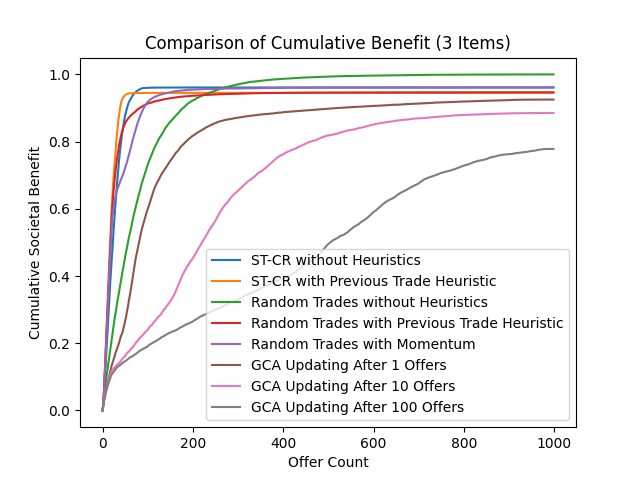 Comparison of Cumulative Benefit (3 Items)
Cumulative Societal Benefit
1.0
0.8
0.6
0.4
0.2
0.0
ST-CR without Heuristics
ST-CR with Previous Trade Heuristic
Random Trades without Heuristics
Random Trades with Previous Trade Heuristic
Random Trades with Momentum
GCA Updating After 1 Offers
GCA Updating After 10 Offers
GCA Updating After 100 Offers
0 200 400 600 800 1000
Offer Count